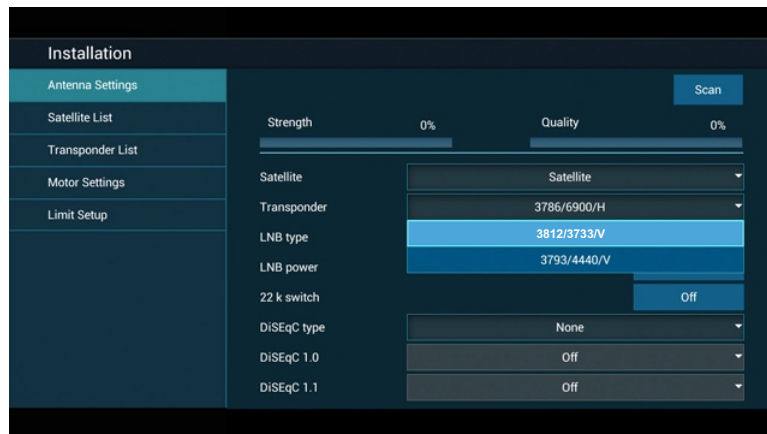 Installation
Antenna Settings
Satellite List
Transponder List
Motor Settings
Limit Setup
Scan
Strength 0% Quality 0%
Satellite Satellite
Transponder 3786/6900/H
LNB type 3812/3733/V
LNB power 3793/4440/V
22 k switch Off
DiSEqC type None
DiSEqC 1.0 Off
DiSEqC 1.1 Off